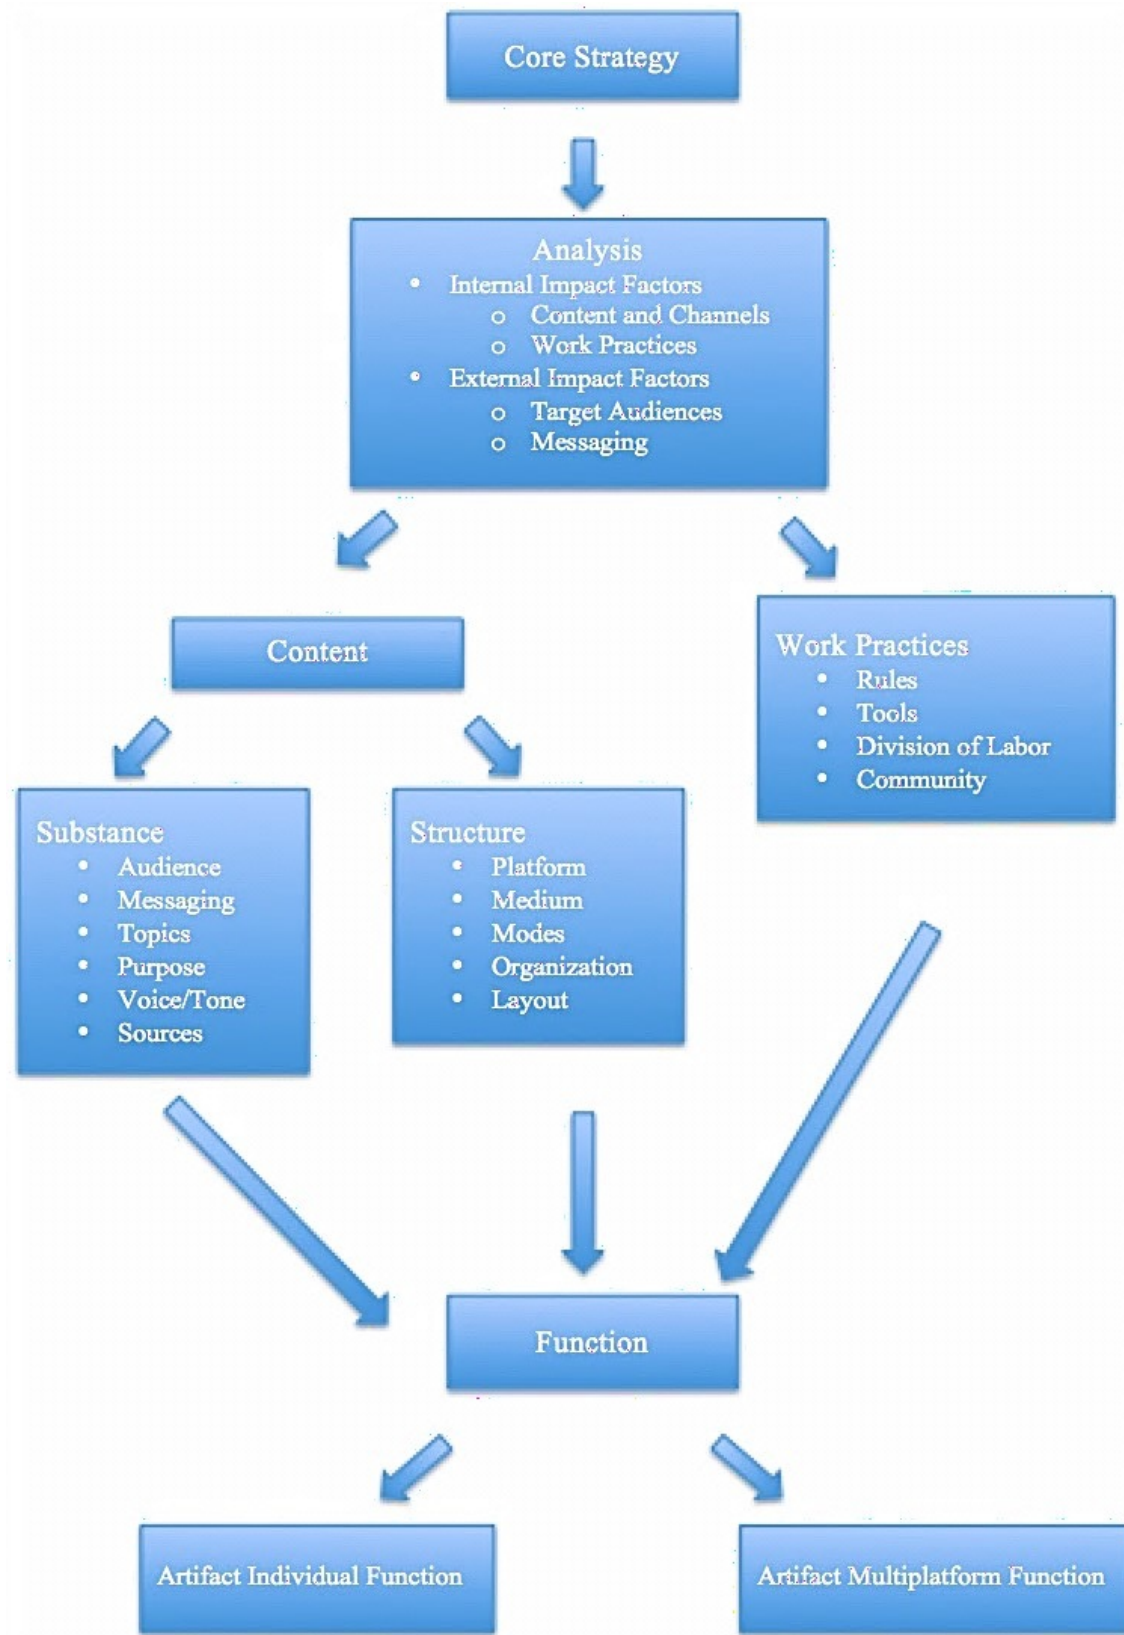 Core Strategy
Analysis
• Internal Impact Factors
o Content and Channels
o Work Practices
• External Impact Factors
o Target Audiences
o Messaging
Content
Work Practices
• Rules
• Tools
• Division of Labor
• Community
Substance
• Audience
• Messaging
• Topics
• Purpose
• Voice/Tone
• Sources
Structure
• Platform
• Medium
• Modes
• Organization
• Layout
Function
Artifact Individual Function
Artifact Multiplatform Function